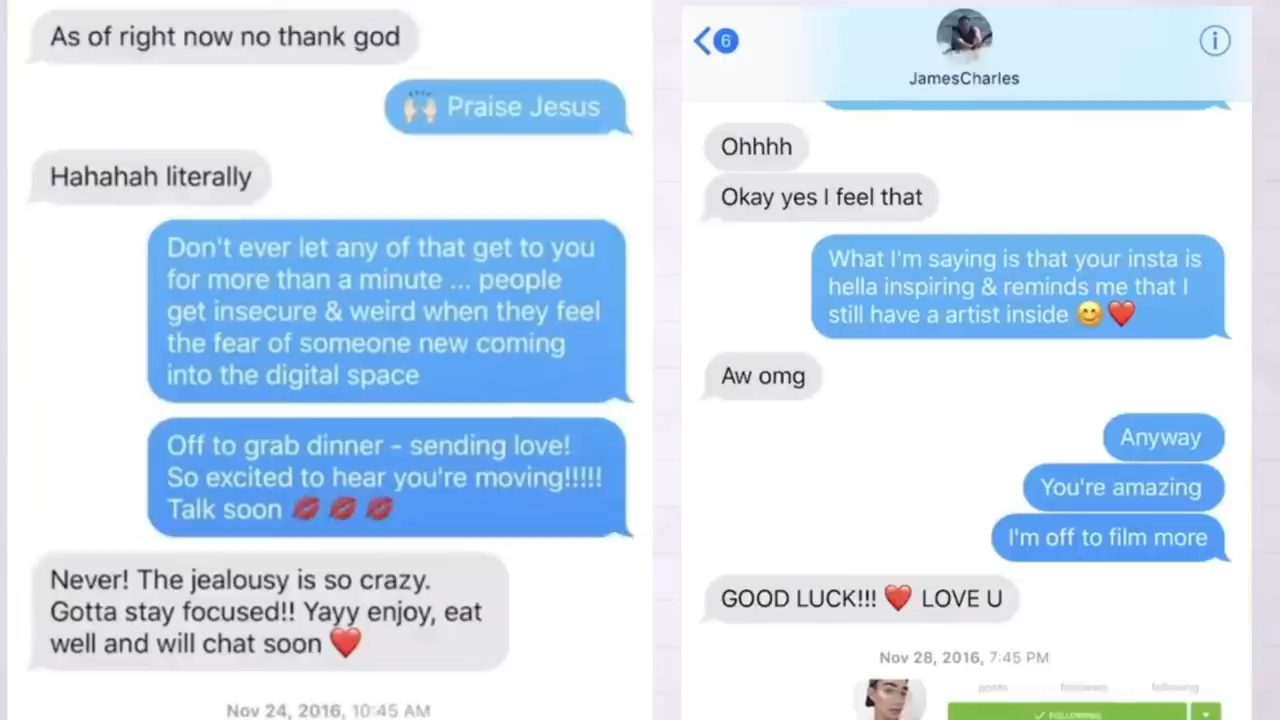 As of right now no thank god
🙌🏻 Praise Jesus
Hahahah literally
Don't ever let any of that get to you
for more than a minute ... people
get insecure & weird when they feel
the fear of someone new coming
into the digital space
Off to grab dinner - sending love!
So excited to hear you're moving!!!!!
Talk soon 💋 💋 💋
Never! The jealousy is so crazy.
Gotta stay focused!! Yayy enjoy, eat
well and will chat soon ❤️
Nov 24, 2016, 10:45 AM
6
JamesCharles
Ohhhh
Okay yes I feel that
What I'm saying is that your insta is
hella inspiring & reminds me that I
still have a artist inside 😊❤️
Aw omg
Anyway
You're amazing
I'm off to film more
GOOD LUCK!!! ❤️ LOVE U
Nov 28, 2016, 7:45 PM
posts followers following
✓ FOLLOWING